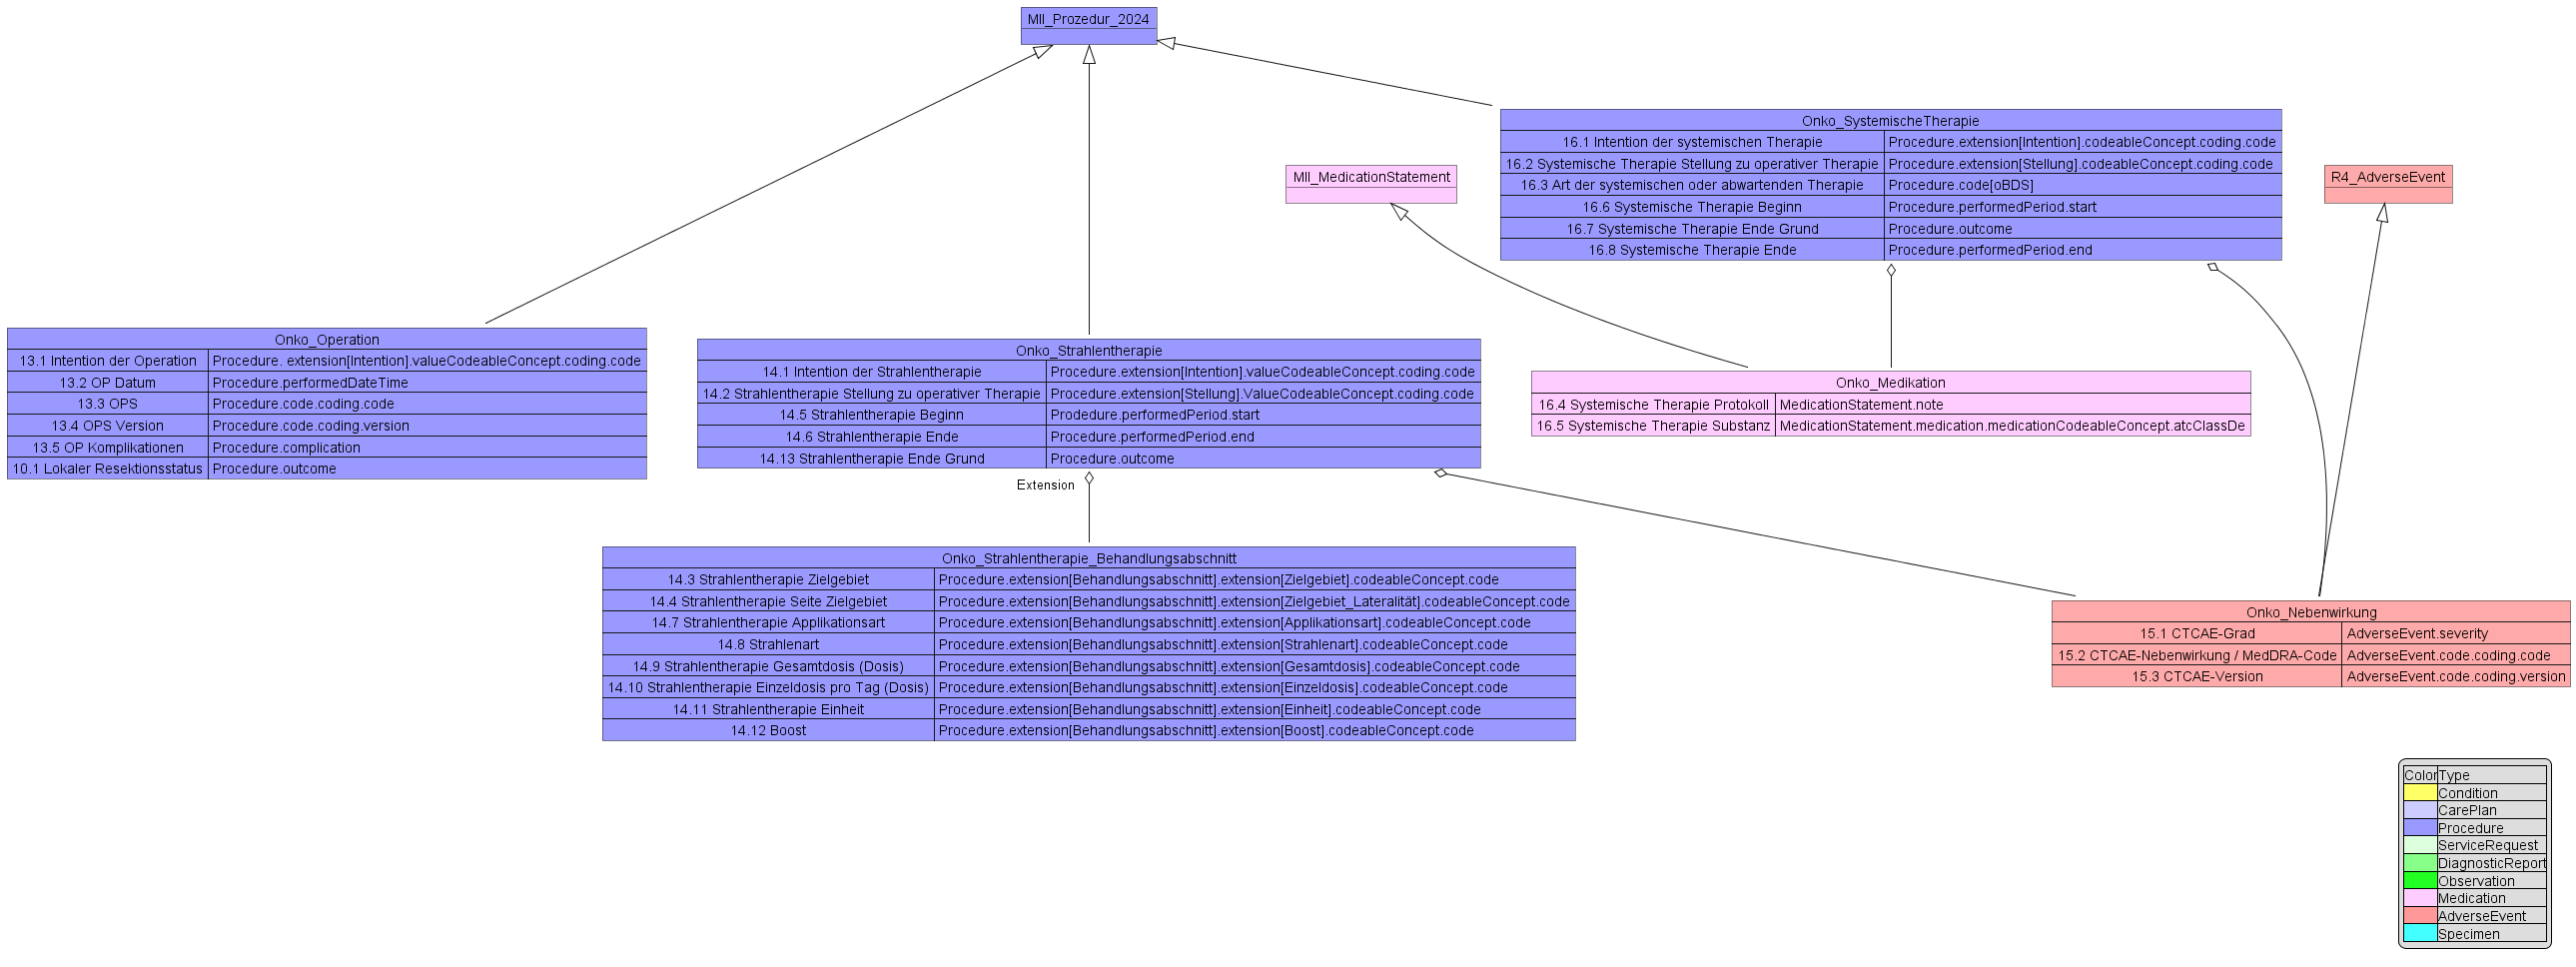 MII_Prozedur_2024
Onko_SystemischeTherapie
16.1 Intention der systemischen Therapie Procedure.extension[Intention].codeableConcept.coding.code
16.2 Systemische Therapie Stellung zu operativer Therapie Procedure.extension[Stellung].codeableConcept.coding.code
16.3 Art der systemischen oder abwartenden Therapie Procedure.code[oBDS]
16.6 Systemische Therapie Beginn Procedure.performedPeriod.start
16.7 Systemische Therapie Ende Grund Procedure.outcome
16.8 Systemische Therapie Ende Procedure.performedPeriod.end
MII_MedicationStatement
R4_AdverseEvent
Onko_Operation
13.1 Intention der Operation Procedure. extension[Intention].valueCodeableConcept.coding.code
13.2 OP Datum Procedure.performedDateTime
13.3 OPS Procedure.code.coding.code
13.4 OPS Version Procedure.code.coding.version
13.5 OP Komplikationen Procedure.complication
10.1 Lokaler Resektionsstatus Procedure.outcome
Onko_Strahlentherapie
14.1 Intention der Strahlentherapie Procedure.extension[Intention].valueCodeableConcept.coding.code
14.2 Strahlentherapie Stellung zu operativer Therapie Procedure.extension[Stellung].ValueCodeableConcept.coding.code
14.5 Strahlentherapie Beginn Prodedure.performedPeriod.start
14.6 Strahlentherapie Ende Procedure.performedPeriod.end
14.13 Strahlentherapie Ende Grund Procedure.outcome
Onko_Medikation
16.4 Systemische Therapie Protokoll MedicationStatement.note
16.5 Systemische Therapie Substanz MedicationStatement.medication.medicationCodeableConcept.atcClassDe
Extension
Onko_Strahlentherapie_Behandlungsabschnitt
14.3 Strahlentherapie Zielgebiet Procedure.extension[Behandlungsabschnitt].extension[Zielgebiet].codeableConcept.code
14.4 Strahlentherapie Seite Zielgebiet Procedure.extension[Behandlungsabschnitt].extension[Zielgebiet_Lateralität].codeableConcept.code
14.7 Strahlentherapie Applikationsart Procedure.extension[Behandlungsabschnitt].extension[Applikationsart].codeableConcept.code
14.8 Strahlenart Procedure.extension[Behandlungsabschnitt].extension[Strahlenart].codeableConcept.code
14.9 Strahlentherapie Gesamtdosis (Dosis) Procedure.extension[Behandlungsabschnitt].extension[Gesamtdosis].codeableConcept.code
14.10 Strahlentherapie Einzeldosis pro Tag (Dosis) Procedure.extension[Behandlungsabschnitt].extension[Einzeldosis].codeableConcept.code
14.11 Strahlentherapie Einheit Procedure.extension[Behandlungsabschnitt].extension[Einheit].codeableConcept.code
14.12 Boost Procedure.extension[Behandlungsabschnitt].extension[Boost].codeableConcept.code
Onko_Nebenwirkung
15.1 CTCAE-Grad AdverseEvent.severity
15.2 CTCAE-Nebenwirkung / MedDRA-Code AdverseEvent.code.coding.code
15.3 CTCAE-Version AdverseEvent.code.coding.version
Color Type
Condition
CarePlan
Procedure
ServiceRequest
DiagnosticReport
Observation
Medication
AdverseEvent
Specimen